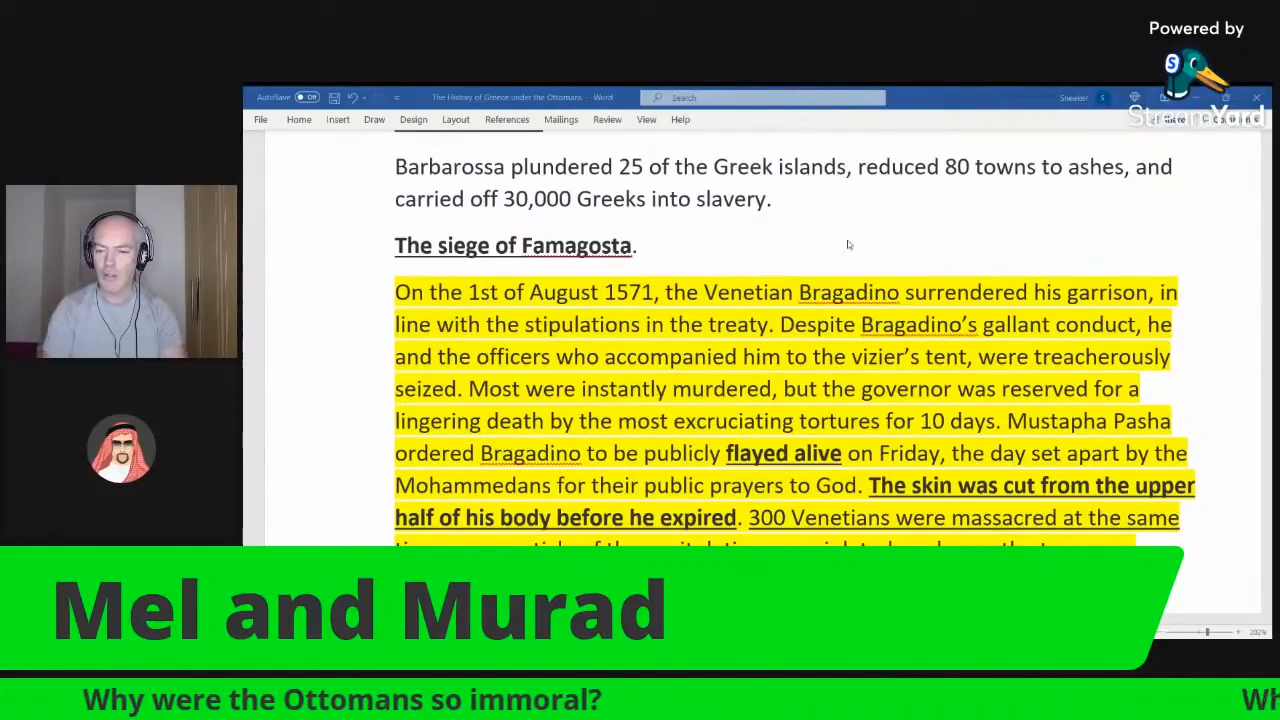 Powered by
StreamYard
AutoSave Off
The History of Greece under the Ottomans - Word
Search
Sneaker S
File Home Insert Draw Design Layout References Mailings Review View Help
Barbarossa plundered 25 of the Greek islands, reduced 80 towns to ashes, and
carried off 30,000 Greeks into slavery.
The siege of Famagosta.
On the 1st of August 1571, the Venetian Bragadino surrendered his garrison, in
line with the stipulations in the treaty. Despite Bragadino’s gallant conduct, he
and the officers who accompanied him to the vizier’s tent, were treacherously
seized. Most were instantly murdered, but the governor was reserved for a
lingering death by the most excruciating tortures for 10 days. Mustapha Pasha
ordered Bragadino to be publicly flayed alive on Friday, the day set apart by the
Mohammedans for their public prayers to God. The skin was cut from the upper
half of his body before he expired. 300 Venetians were massacred at the same
202%
Mel and Murad
Why were the Ottomans so immoral? Wh